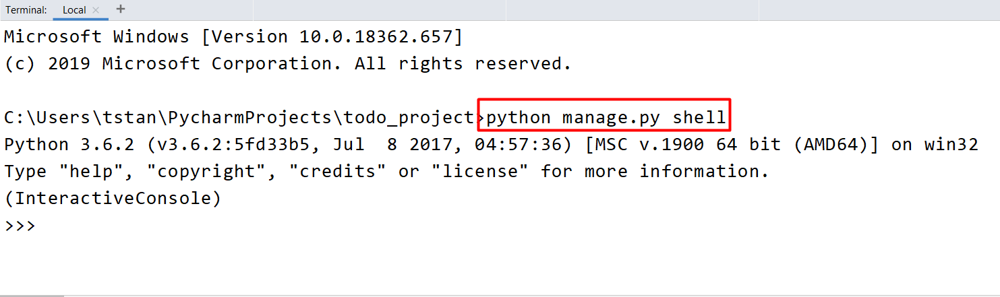 Terminal: Local × +
Microsoft Windows [Version 10.0.18362.657]
(c) 2019 Microsoft Corporation. All rights reserved.
C:\Users\tstan\PycharmProjects\todo_project>python manage.py shell
Python 3.6.2 (v3.6.2:5fd33b5, Jul  8 2017, 04:57:36) [MSC v.1900 64 bit (AMD64)] on win32
Type "help", "copyright", "credits" or "license" for more information.
(InteractiveConsole)
>>>